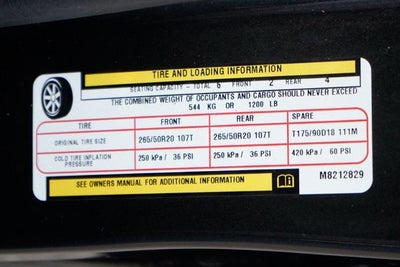 TIRE AND LOADING INFORMATION
SEATING CAPACITY - TOTAL 6 FRONT 2 REAR 4
THE COMBINED WEIGHT OF OCCUPANTS AND CARGO SHOULD NEVER EXCEED
544 KG OR 1200 LB
TIRE FRONT REAR SPARE
ORIGINAL TIRE SIZE 265/50R20 107T 265/50R20 107T T175/90D18 111M
COLD TIRE INFLATION PRESSURE 250 kPa / 36 PSI 250 kPa / 36 PSI 420 kPa / 60 PSI
SEE OWNERS MANUAL FOR ADDITIONAL INFORMATION M8212829